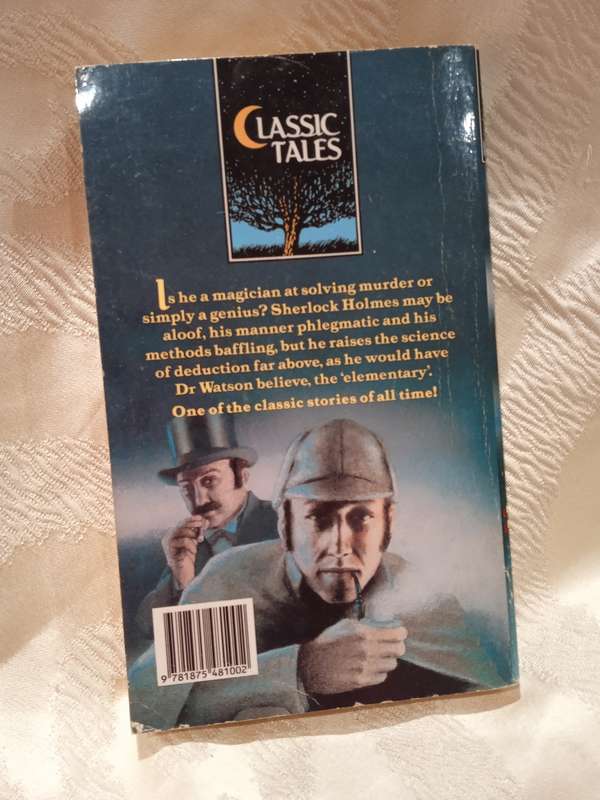 CLASSIC
TALES
Is he a magician at solving murder or
simply a genius? Sherlock Holmes may be
aloof, his manner phlegmatic and his
methods baffling, but he raises the science
of deduction far above, as he would have
Dr Watson believe, the ‘elementary’.
One of the classic stories of all time!
9 781875 481002